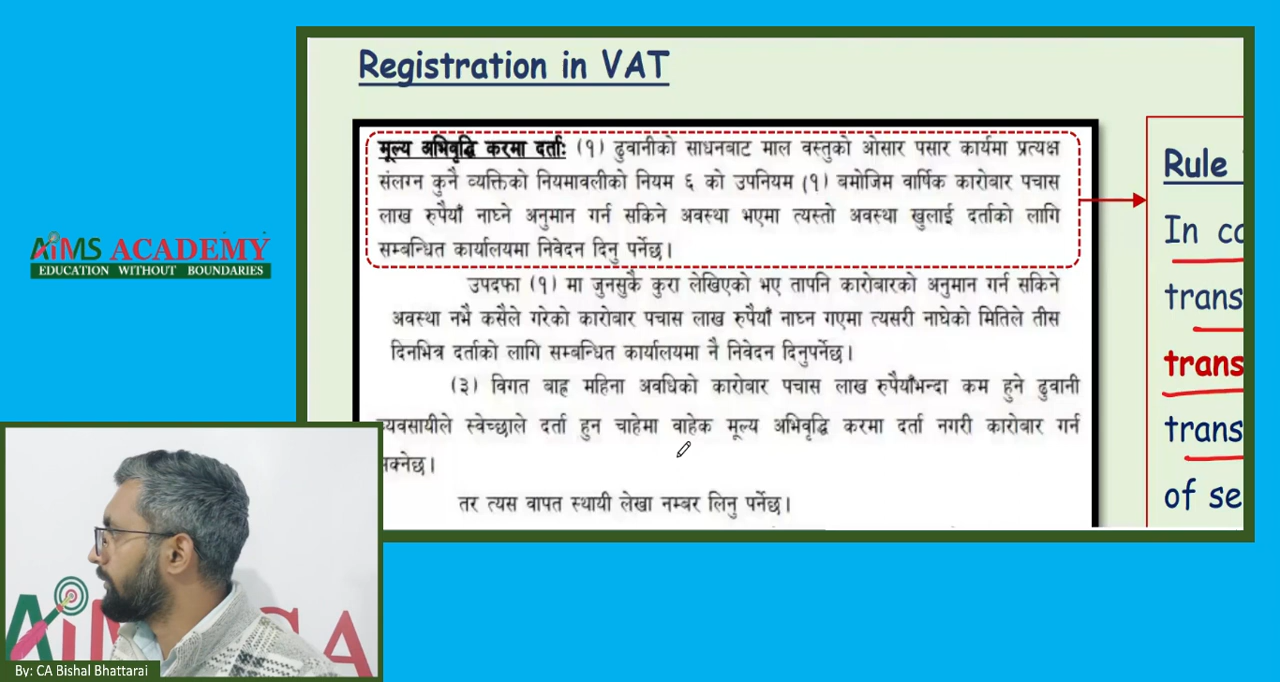 Registration in VAT
मूल्य अभिवृद्धि करमा दर्ताः (१) ढुवानीको साधनबाट माल वस्तुको ओसार पसार कार्यमा प्रत्यक्ष
संलग्न कुनै व्यक्तिको नियमावलीको नियम ६ को उपनियम (१) बमोजिम वार्षिक कारोबार पचास
लाख रुपैयाँ नाघ्ने अनुमान गर्न सकिने अवस्था भएमा त्यस्तो अवस्था खुलाई दर्ताको लागि
सम्बन्धित कार्यालयमा निवेदन दिनु पर्नेछ।
उपदफा (१) मा जुनसुकै कुरा लेखिएको भए तापनि कारोबारको अनुमान गर्न सकिने
अवस्था नभै कसैले गरेको कारोबार पचास लाख रुपैयाँ नाघ्न गएमा त्यसरी नाघेको मितिले तीस
दिनभित्र दर्ताको लागि सम्बन्धित कार्यालयमा नै निवेदन दिनुपर्नेछ।
(३) विगत बाह्र महिना अवधिको कारोबार पचास लाख रुपैयाँभन्दा कम हुने ढुवानी
व्यवसायीले स्वेच्छाले दर्ता हुन चाहेमा वाहेक मूल्य अभिवृद्धि करमा दर्ता नगरी कारोबार गर्न
सक्नेछ।
तर त्यस वापत स्थायी लेखा नम्बर लिनु पर्नेछ।
Rule
In co
trans
trans
trans
of se
AiMS ACADEMY
EDUCATION WITHOUT BOUNDARIES
By: CA Bishal Bhattarai